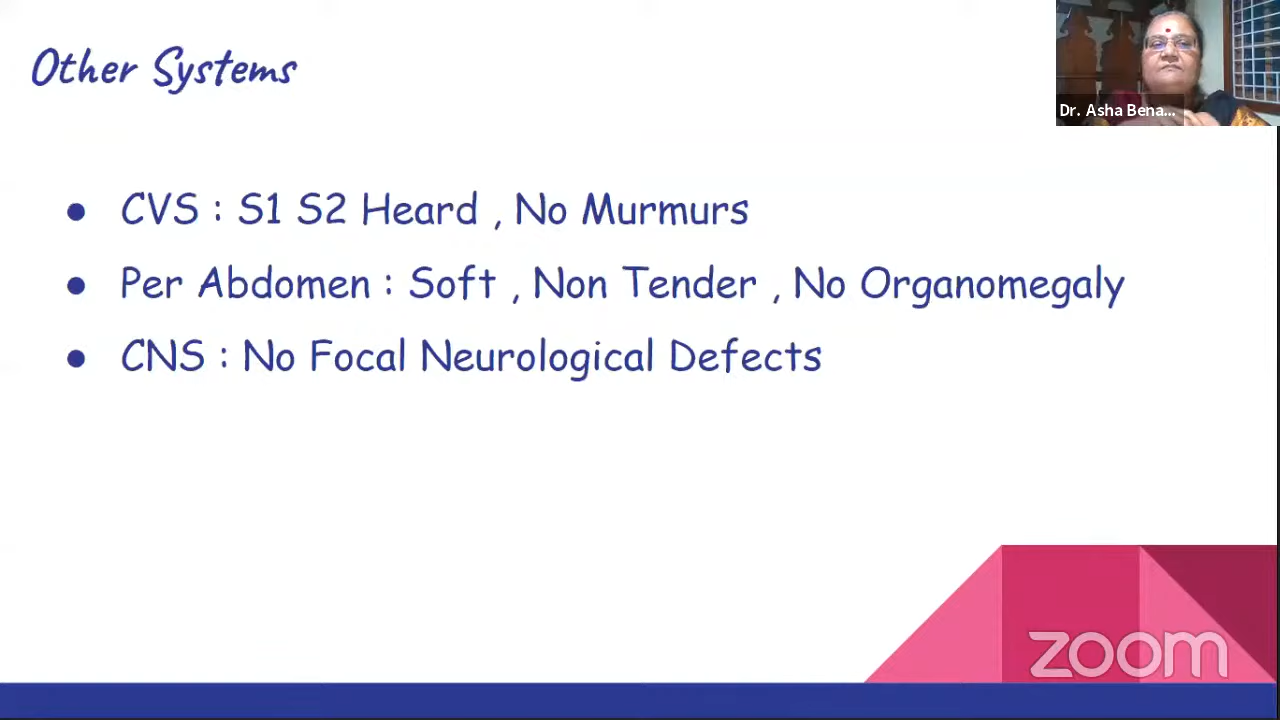 Other Systems
Dr. Asha Bena...
● CVS : S1 S2 Heard , No Murmurs
● Per Abdomen : Soft , Non Tender , No Organomegaly
● CNS : No Focal Neurological Defects
zoom